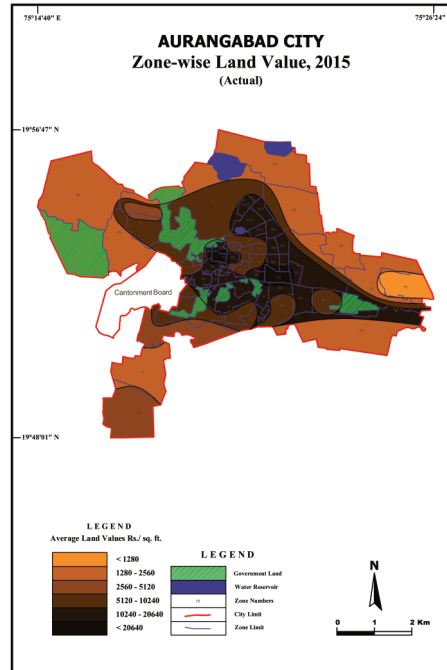 75°14'40" E
75°26'24"
AURANGABAD CITY
Zone-wise Land Value, 2015
(Actual)
19°56'47" N
Cantonment Board
19°48'01" N
L E G E N D
Average Land Values Rs./ sq. ft.
< 1280
1280 - 2560
2560 - 5120
5120 - 10240
10240 - 20640
< 20640
L E G E N D
Government Land
Water Reservoir
Zone Numbers
City Limit
Zone Limit
N
0 1 2 Km